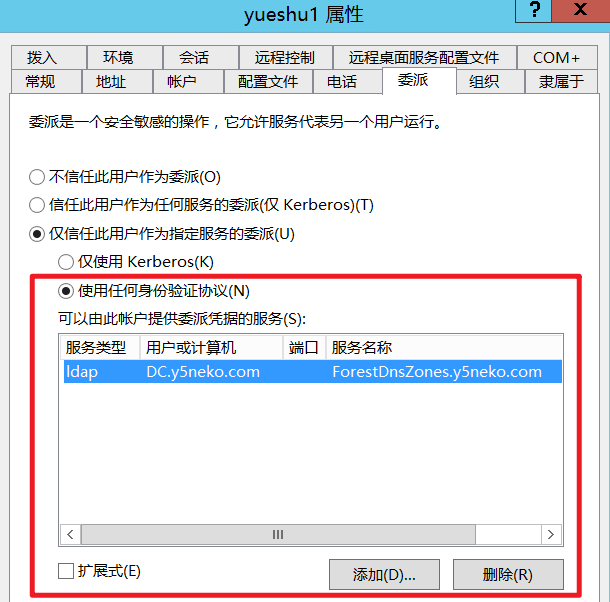 yueshu1 属性
?
拨入 环境 会话 远程控制 远程桌面服务配置文件 COM+
常规 地址 帐户 配置文件 电话 委派 组织 隶属于
委派是一个安全敏感的操作，它允许服务代表另一个用户运行。
不信任此用户作为委派(O)
信任此用户作为任何服务的委派(仅 Kerberos)(T)
仅信任此用户作为指定服务的委派(U)
仅使用 Kerberos(K)
使用任何身份验证协议(N)
可以由此帐户提供委派凭据的服务(S):
服务类型 用户或计算机 端口 服务名称
ldap DC.y5neko.com ForestDnsZones.y5neko.com
扩展式(E) 添加(D)... 删除(R)